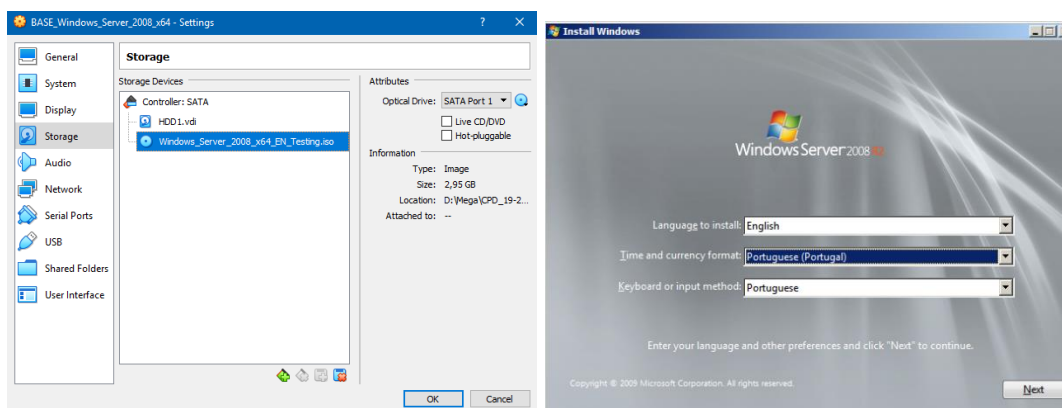 BASE_Windows_Server_2008_x64 - Settings
General
System
Display
Storage
Audio
Network
Serial Ports
USB
Shared Folders
User Interface
Storage
Storage Devices
Controller: SATA
HDD1.vdi
Windows_Server_2008_x64_EN_Testing.iso
Attributes
Optical Drive: SATA Port 1
Live CD/DVD
Hot-pluggable
Information
Type: Image
Size: 2,95 GB
Location: D:\Mega\CPD_19-2...
Attached to: --
OK Cancel
Install Windows
Windows Server 2008 R2
Language to install: English
Time and currency format: Portuguese (Portugal)
Keyboard or input method: Portuguese
Enter your language and other preferences and click "Next" to continue.
Copyright © 2009 Microsoft Corporation. All rights reserved.
Next